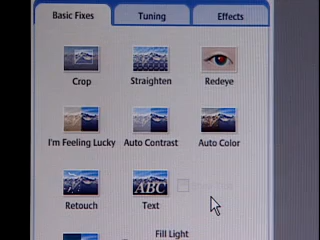 Basic Fixes Tuning Effects
Crop Straighten Redeye
I'm Feeling Lucky Auto Contrast Auto Color
ABC
Retouch Text
Fill Light